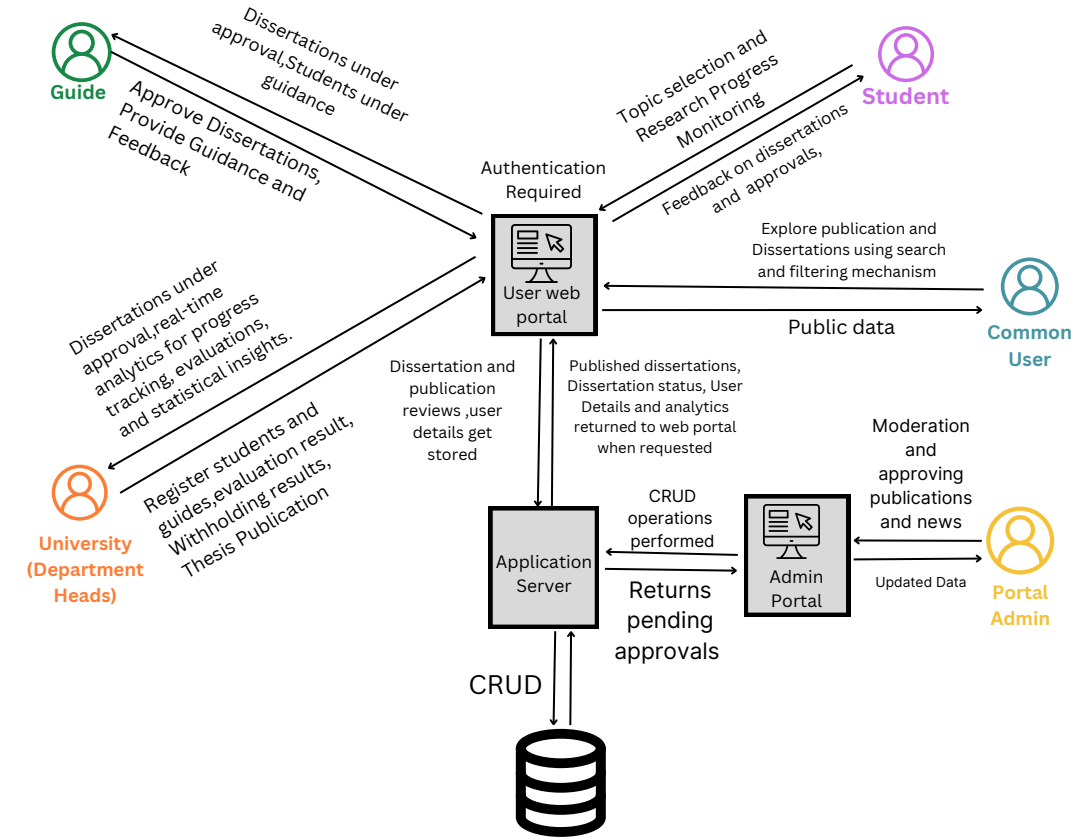 Guide
Dissertations under
approval,Students under
guidance
Approve Dissertations,
Provide Guidance and
Feedback
Topic selection and
Research Progress
Monitoring
Student
Feedback on dissertations
and approvals,
Authentication
Required
User web
portal
Explore publication and
Dissertations using search
and filtering mechanism
Public data
Common
User
Dissertations under
approval,real-time
analytics for progress
tracking, evaluations,
and statistical insights.
Register students and
guides,evaluation result,
Withholding results,
Thesis Publication
University
(Department
Heads)
Dissertation and
publication
reviews ,user
details get
stored
Published dissertations,
Dissertation status, User
Details and analytics
returned to web portal
when requested
Application
Server
CRUD
operations
performed
Returns
pending
approvals
Admin
Portal
Moderation
and
approving
publications
and news
Updated Data
Portal
Admin
CRUD